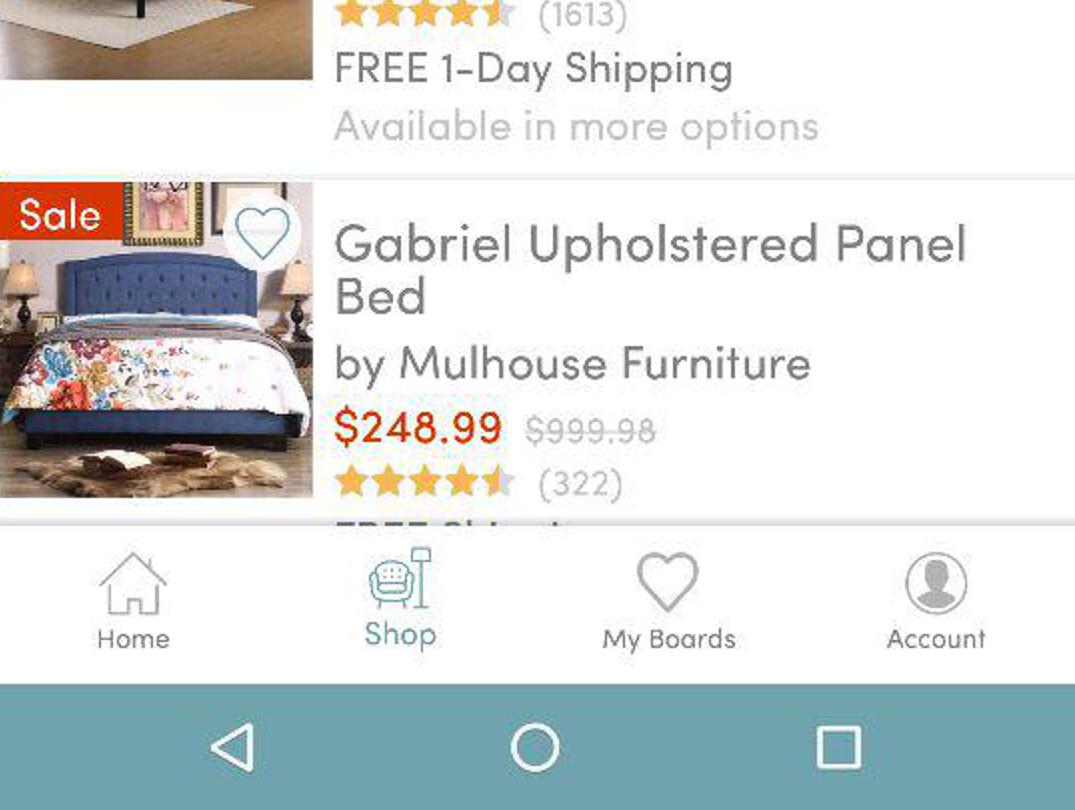 (1613)
FREE 1-Day Shipping
Available in more options
Sale
Gabriel Upholstered Panel
Bed
by Mulhouse Furniture
$248.99 $999.98
(322)
Home
Shop
My Boards
Account